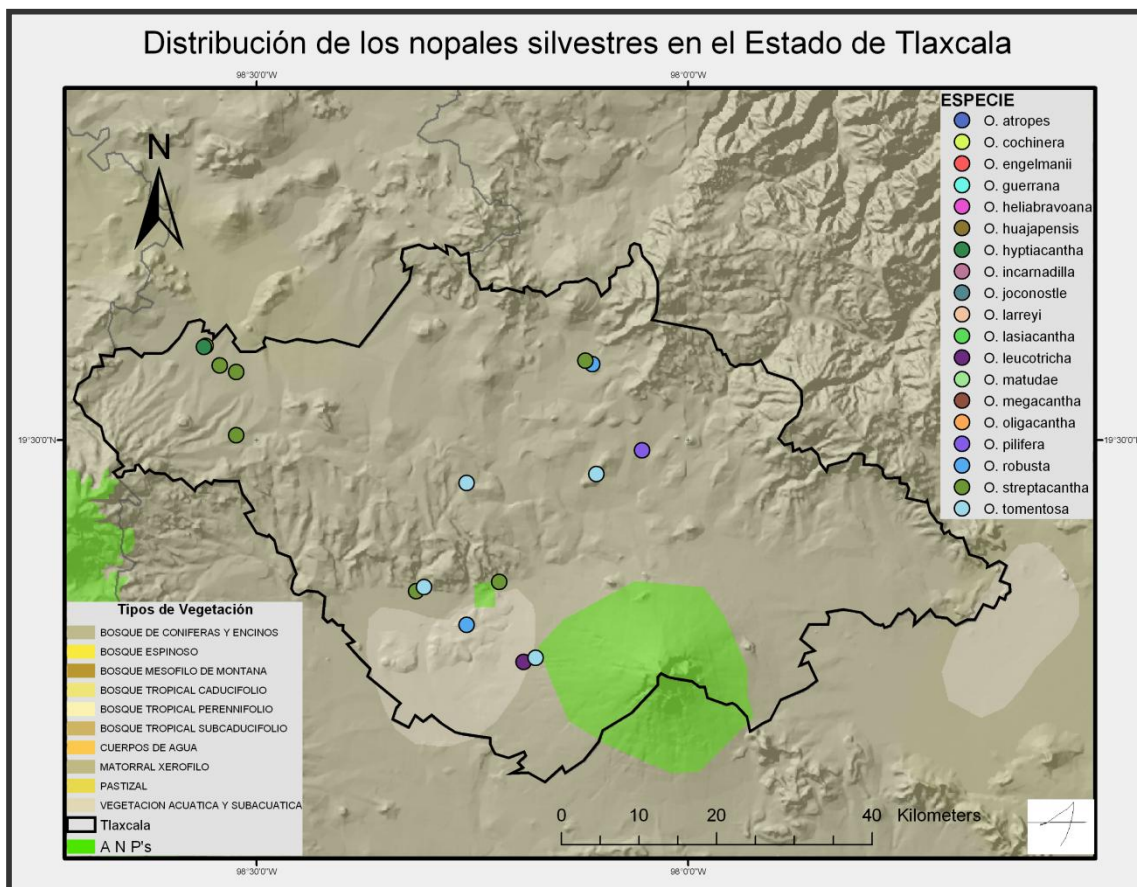 Distribución de los nopales silvestres en el Estado de Tlaxcala
98°30'0"W
98°0'0"W
N
ESPECIE
O. atropes
O. cochinera
O. engelmanii
O. guerrana
O. heliabravoana
O. huajapensis
O. hyptiacantha
O. incarnadilla
O. joconostle
O. larreyi
O. lasiacantha
O. leucotricha
O. matudae
O. megacantha
O. oligacantha
O. pilifera
O. robusta
O. streptacantha
O. tomentosa
19°30'0"N
19°30'0"N
Tipos de Vegetación
BOSQUE DE CONIFERAS Y ENCINOS
BOSQUE ESPINOSO
BOSQUE MESOFILO DE MONTANA
BOSQUE TROPICAL CADUCIFOLIO
BOSQUE TROPICAL PERENNIFOLIO
BOSQUE TROPICAL SUBCADUCIFOLIO
CUERPOS DE AGUA
MATORRAL XEROFILO
PASTIZAL
VEGETACION ACUATICA Y SUBACUATICA
Tlaxcala
A N P's
0 10 20 40 Kilometers
98°30'0"W
98°0'0"W